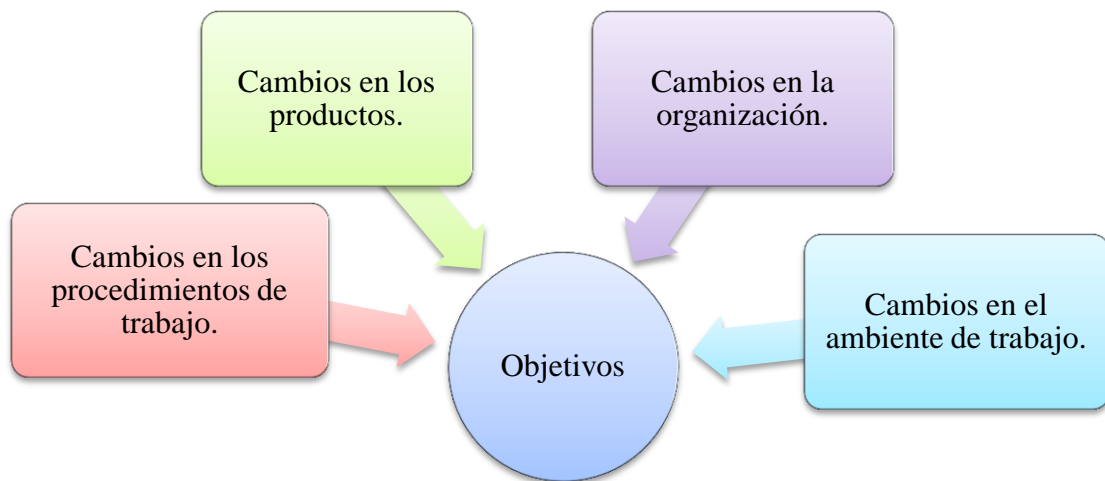 Cambios en los
productos.
Cambios en la
organización.
Cambios en los
procedimientos de
trabajo.
Cambios en el
ambiente de trabajo.
Objetivos